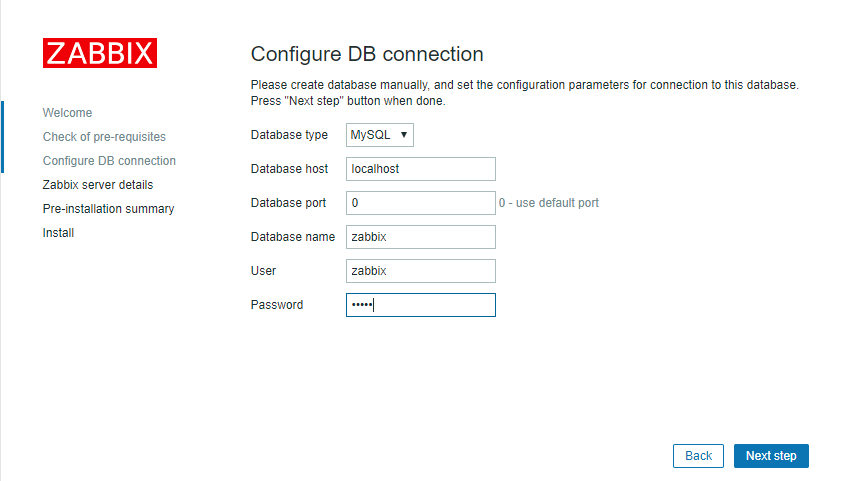 ZABBIX
Welcome
Check of pre-requisites
Configure DB connection
Zabbix server details
Pre-installation summary
Install
Configure DB connection
Please create database manually, and set the configuration parameters for connection to this database.
Press "Next step" button when done.
Database type MySQL ▼
Database host localhost
Database port 0 0 - use default port
Database name zabbix
User zabbix
Password •••••
Back Next step